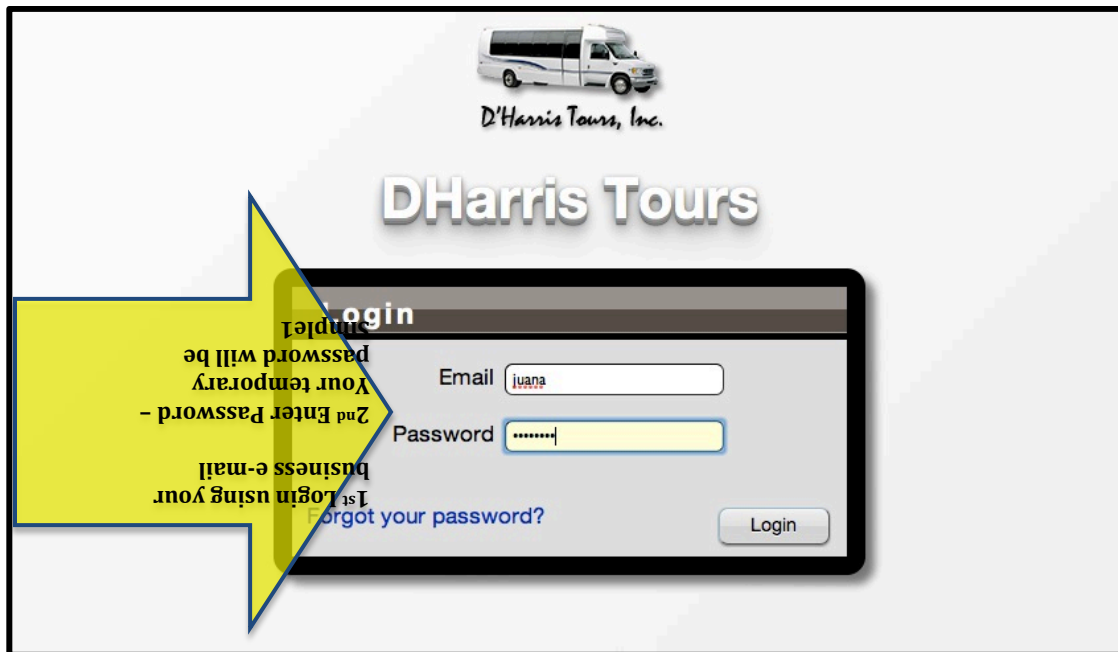 D'Harris Tours, Inc.
DHarris Tours
Login
Email juana
Password ••••••••
Forgot your password?
Login
1st Login using your
business e-mail
2nd Enter Password –
Your temporary
password will be
Simple1